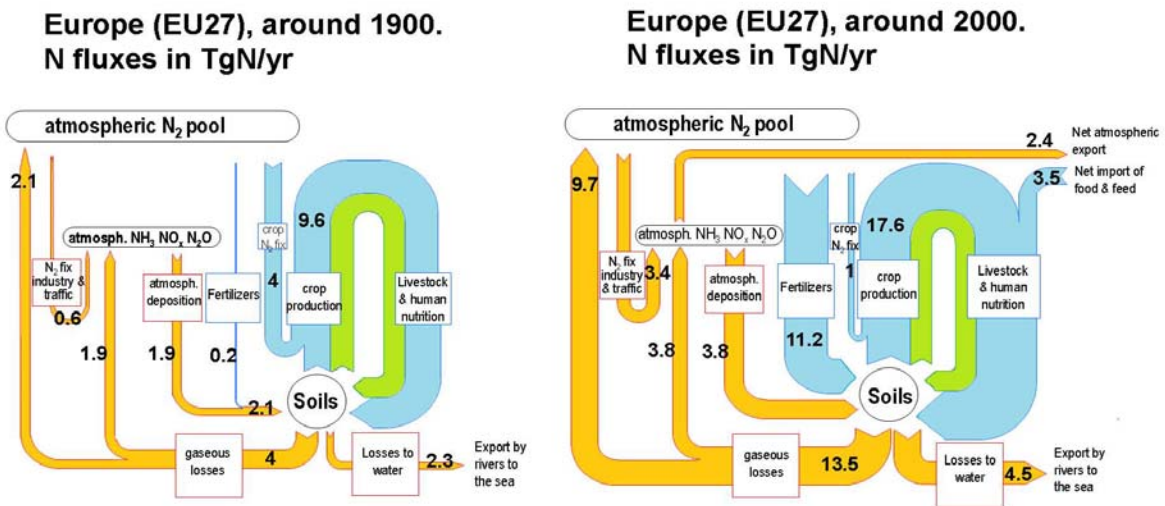 Europe (EU27), around 1900.
N fluxes in TgN/yr
atmospheric N₂ pool
2.1
9.6
atmosph. NH₃ NOₓ N₂O
crop
N₂ fix
N₂ fix
industry &
traffic
atmosph.
deposition
Fertilizers
4
crop
production
Livestock
& human
nutrition
0.6
1.9
1.9
0.2
Soils
2.1
gaseous
losses
4
Losses to
water
2.3
Export by
rivers to
the sea
Europe (EU27), around 2000.
N fluxes in TgN/yr
atmospheric N₂ pool
2.4
Net atmospheric
export
9.7
3.5
Net import of
food & feed
17.6
atmosph. NH₃ NOₓ N₂O
crop
N₂ fix
N₂ fix
industry
& traffic
3.4
atmosph.
deposition
Fertilizers
1
crop
production
Livestock
& human
nutrition
3.8
3.8
11.2
Soils
gaseous
losses
13.5
Losses to
water
4.5
Export by
rivers to
the sea